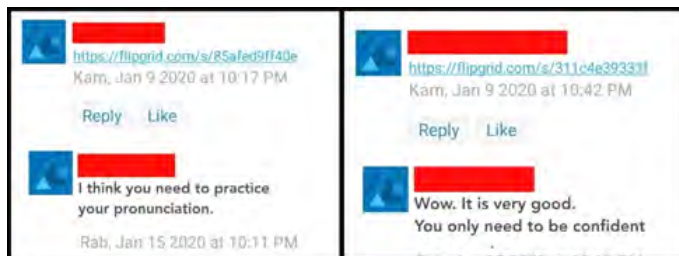 https://flipgrid.com/s/85afed9ff40e
Kam, Jan 9 2020 at 10:17 PM
Reply Like
I think you need to practice
your pronunciation.
Rab, Jan 15 2020 at 10:11 PM
https://flipgrid.com/s/311c4e39333f
Kam, Jan 9 2020 at 10:42 PM
Reply Like
Wow. It is very good.
You only need to be confident